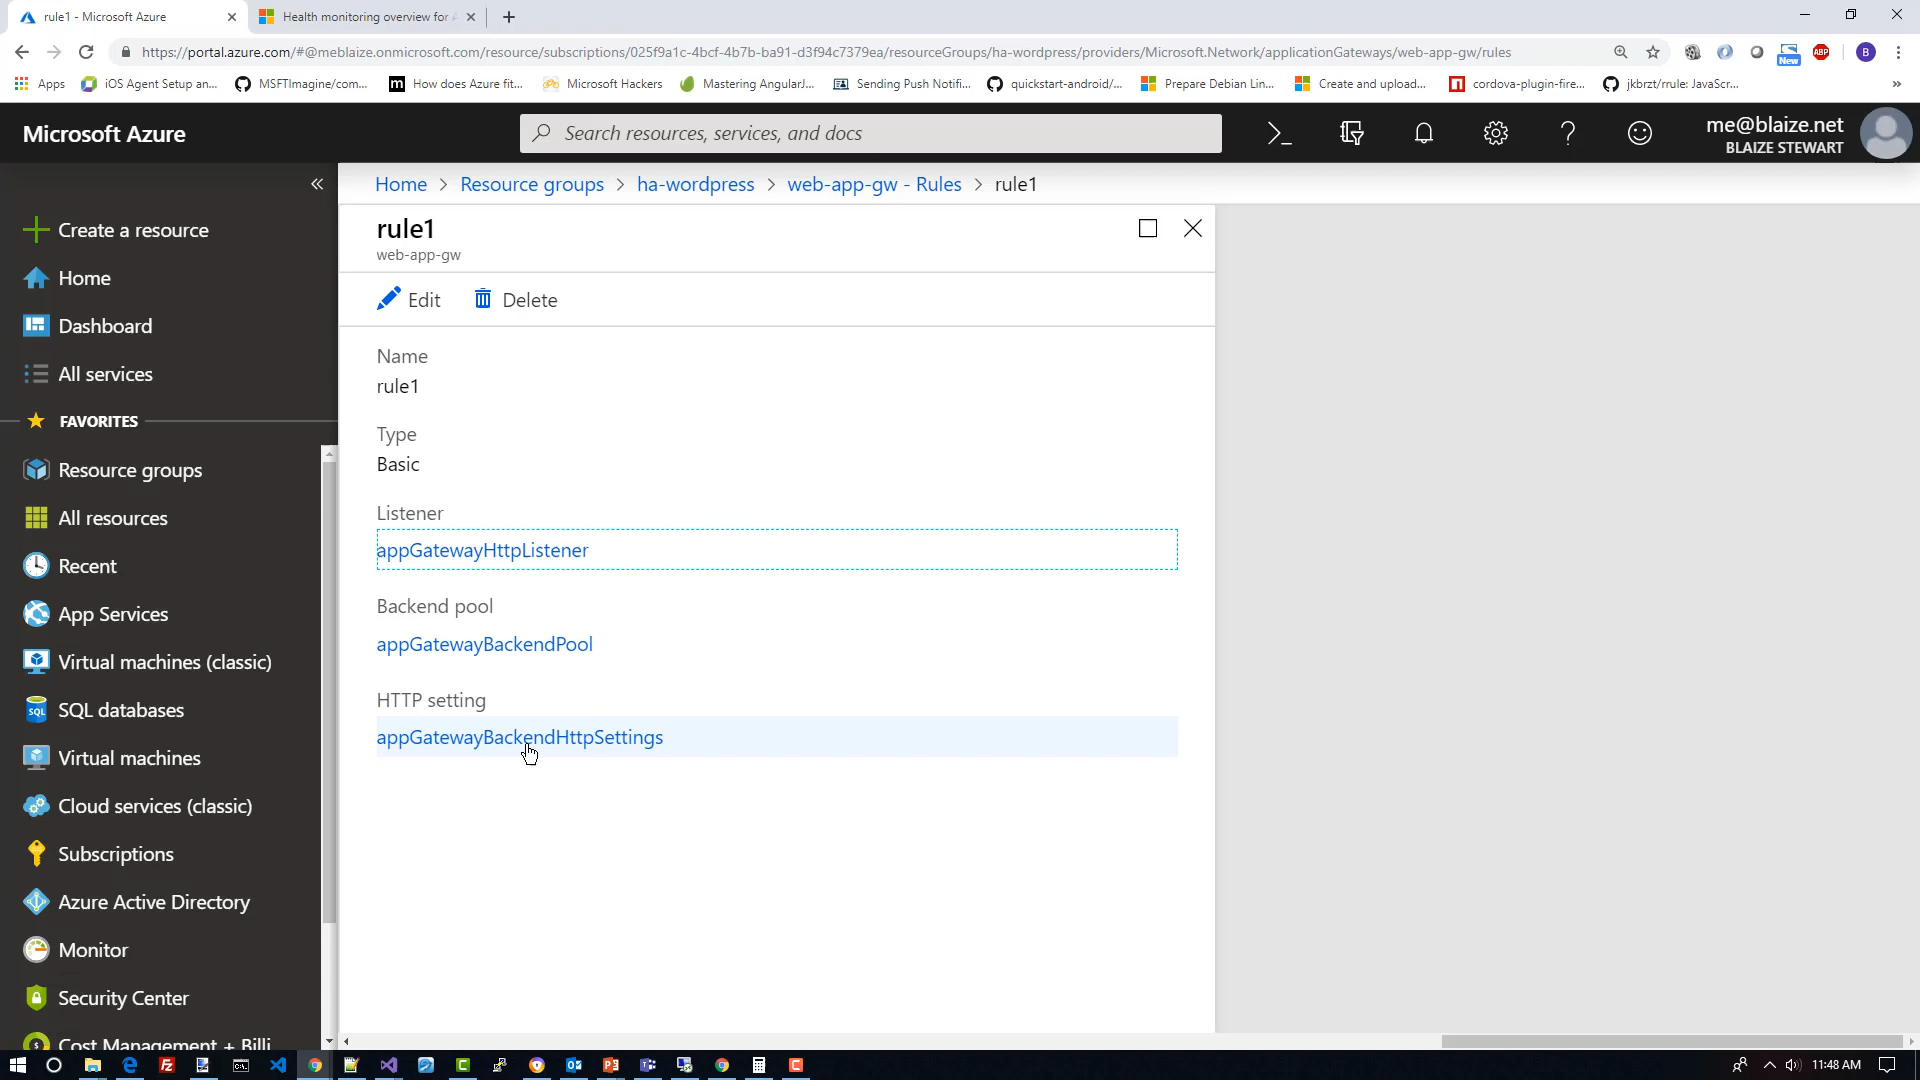 rule1 - Microsoft Azure
Health monitoring overview for
https://portal.azure.com/#@meblaize.onmicrosoft.com/resource/subscriptions/025f9a1c-4bcf-4b7b-ba91-d3f94c7379ea/resourceGroups/ha-wordpress/providers/Microsoft.Network/applicationGateways/web-app-gw/rules
New
ABP
B
Apps
iOS Agent Setup an...
MSFTImagine/com...
m
How does Azure fit...
Microsoft Hackers
Mastering AngularJ...
Sending Push Notifi...
quickstart-android/...
Prepare Debian Lin...
Create and upload...
cordova-plugin-fire...
jkbrzt/rrule: JavaScr...
Microsoft Azure
Search resources, services, and docs
me@blaize.net
BLAIZE STEWART
Home > Resource groups > ha-wordpress > web-app-gw - Rules > rule1
Create a resource
Home
Dashboard
All services
FAVORITES
Resource groups
All resources
Recent
App Services
Virtual machines (classic)
SQL
SQL databases
Virtual machines
Cloud services (classic)
Subscriptions
Azure Active Directory
Monitor
Security Center
Cost Management + Billi
rule1
web-app-gw
Edit
Delete
Name
rule1
Type
Basic
Listener
appGatewayHttpListener
Backend pool
appGatewayBackendPool
HTTP setting
appGatewayBackendHttpSettings
11:48 AM